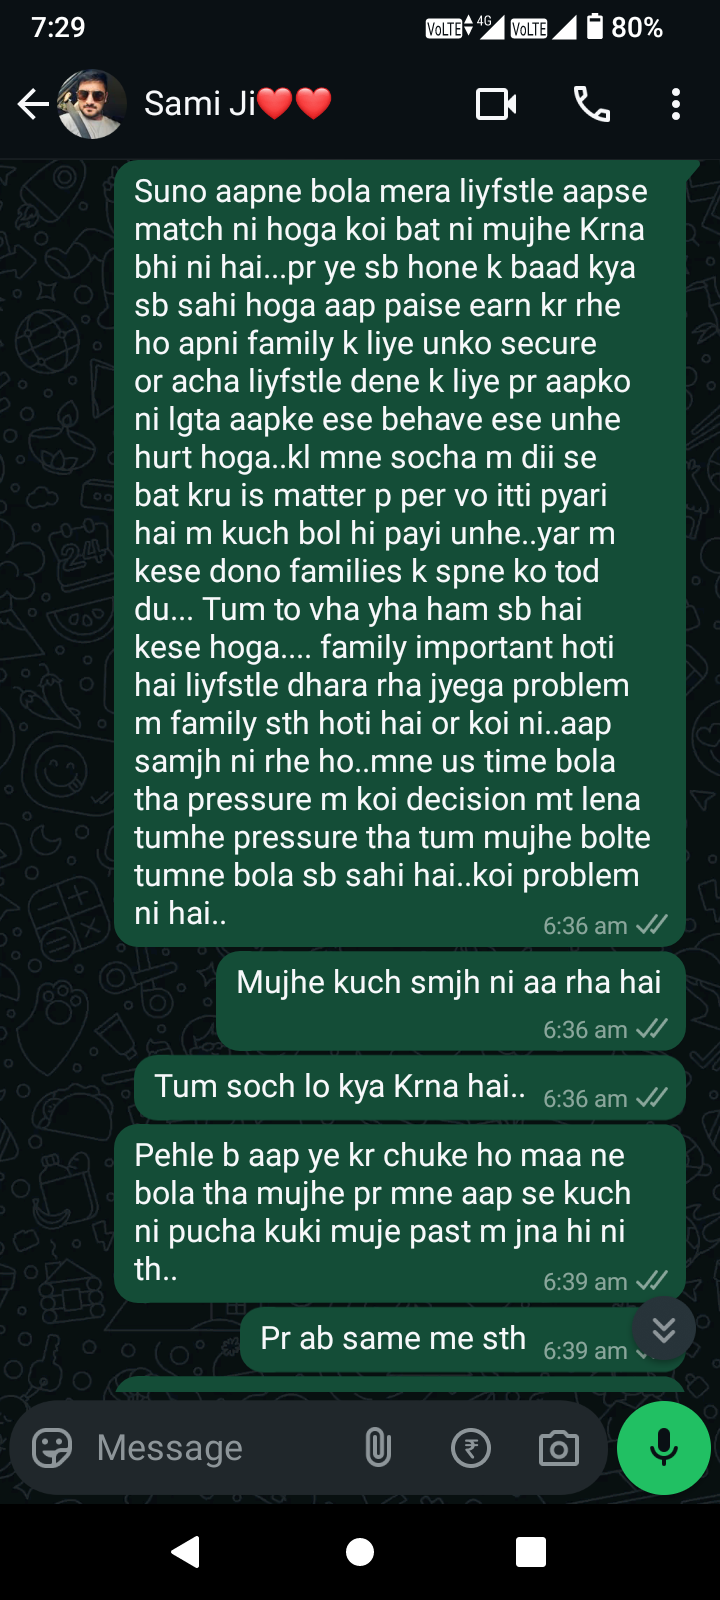 7:29
VoLTE 4G VoLTE 80%
Sami Ji❤️❤️
Suno aapne bola mera liyfstle aapse
match ni hoga koi bat ni mujhe Krna
bhi ni hai...pr ye sb hone k baad kya
sb sahi hoga aap paise earn kr rhe
ho apni family k liye unko secure
or acha liyfstle dene k liye pr aapko
ni lgta aapke ese behave ese unhe
hurt hoga..kl mne socha m dii se
bat kru is matter p per vo itti pyari
hai m kuch bol hi payi unhe..yar m
kese dono families k spne ko tod
du... Tum to vha yha ham sb hai
kese hoga.... family important hoti
hai liyfstle dhara rha jyega problem
m family sth hoti hai or koi ni..aap
samjh ni rhe ho..mne us time bola
tha pressure m koi decision mt lena
tumhe pressure tha tum mujhe bolte
tumne bola sb sahi hai..koi problem
ni hai..
6:36 am
Mujhe kuch smjh ni aa rha hai
6:36 am
Tum soch lo kya Krna hai.. 6:36 am
Pehle b aap ye kr chuke ho maa ne
bola tha mujhe pr mne aap se kuch
ni pucha kuki muje past m jna hi ni
th..
6:39 am
Pr ab same me sth 6:39 am
Message